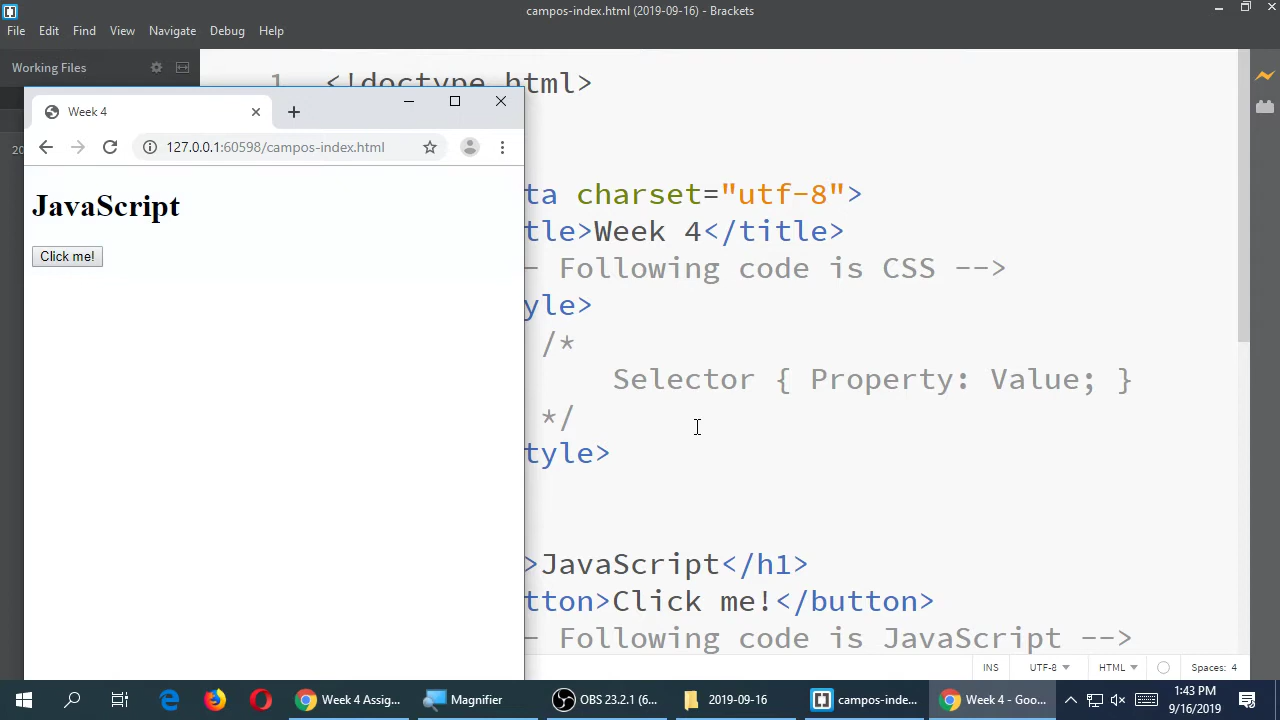 campos-index.html (2019-09-16) - Brackets
File Edit Find View Navigate Debug Help
Working Files
1 <!doctype html>
Week 4
20
127.0.0.1:60598/campos-index.html
JavaScript
Click me!
ta charset="utf-8">
tle>Week 4</title>
- Following code is CSS -->
yle>
/*
Selector { Property: Value; }
*/
tyle>
>JavaScript</h1>
tton>Click me!</button>
- Following code is JavaScript -->
INS UTF-8 HTML Spaces: 4
Week 4 Assig... Magnifier OBS 23.2.1 (6... 2019-09-16 campos-inde... Week 4 - Goo... 1:43 PM
9/16/2019